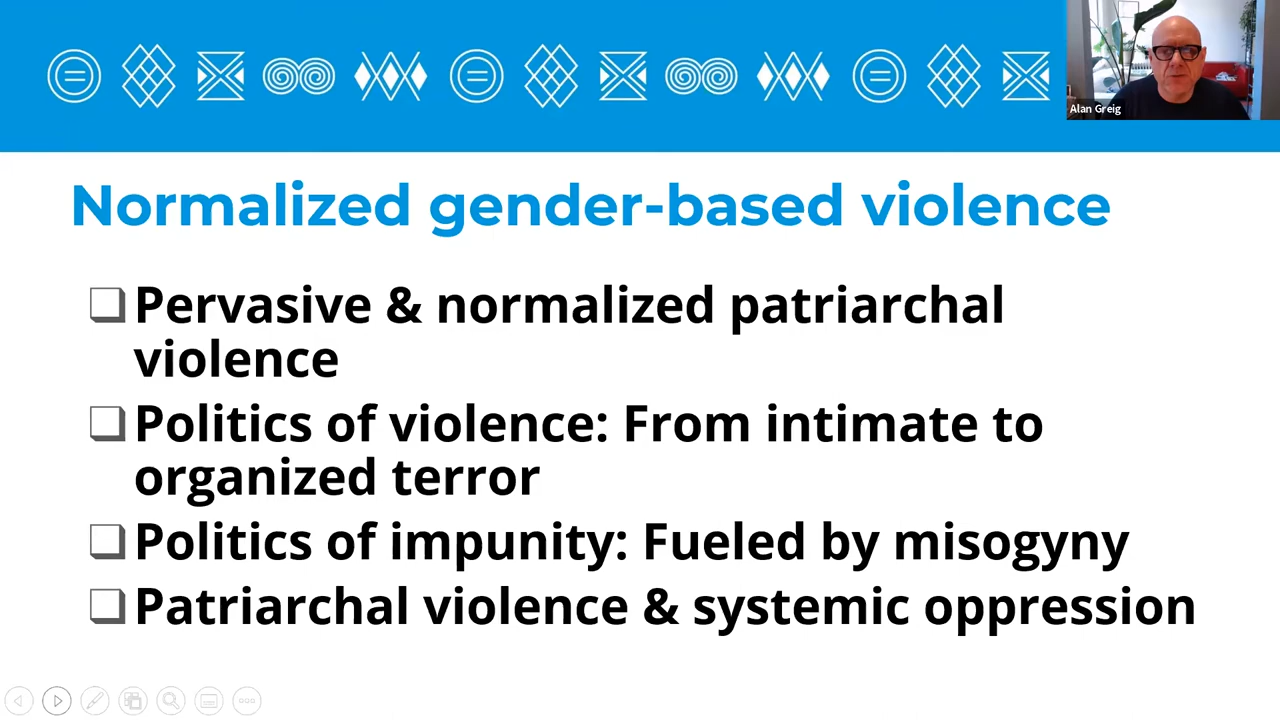 Alan Greig
Normalized gender-based violence
Pervasive & normalized patriarchal
violence
Politics of violence: From intimate to
organized terror
Politics of impunity: Fueled by misogyny
Patriarchal violence & systemic oppression